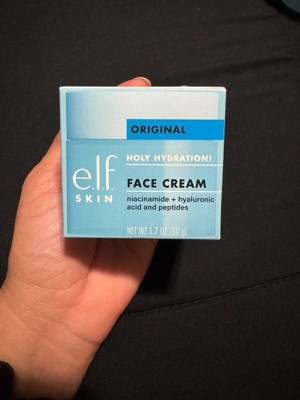 ORIGINAL
HOLY HYDRATION!
e.l.f.
SKIN
FACE CREAM
niacinamide + hyaluronic
acid and peptides
NET WT 1.7 OZ (50 g)